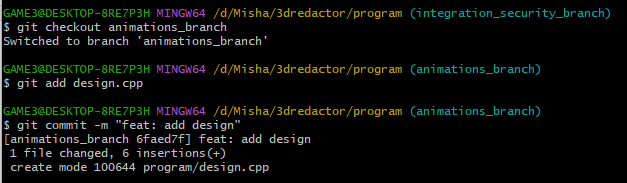 GAME3@DESKTOP-8RE7P3H MINGW64 /d/Misha/3dredactor/program (integration_security_branch)
$ git checkout animations_branch
Switched to branch 'animations_branch'
GAME3@DESKTOP-8RE7P3H MINGW64 /d/Misha/3dredactor/program (animations_branch)
$ git add design.cpp
GAME3@DESKTOP-8RE7P3H MINGW64 /d/Misha/3dredactor/program (animations_branch)
$ git commit -m "feat: add design"
[animations_branch 6faed7f] feat: add design
1 file changed, 6 insertions(+)
create mode 100644 program/design.cpp